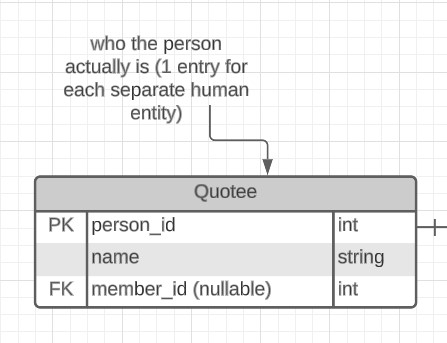 who the person
actually is (1 entry for
each separate human
entity)
Quotee
PK person_id int
name string
FK member_id (nullable) int